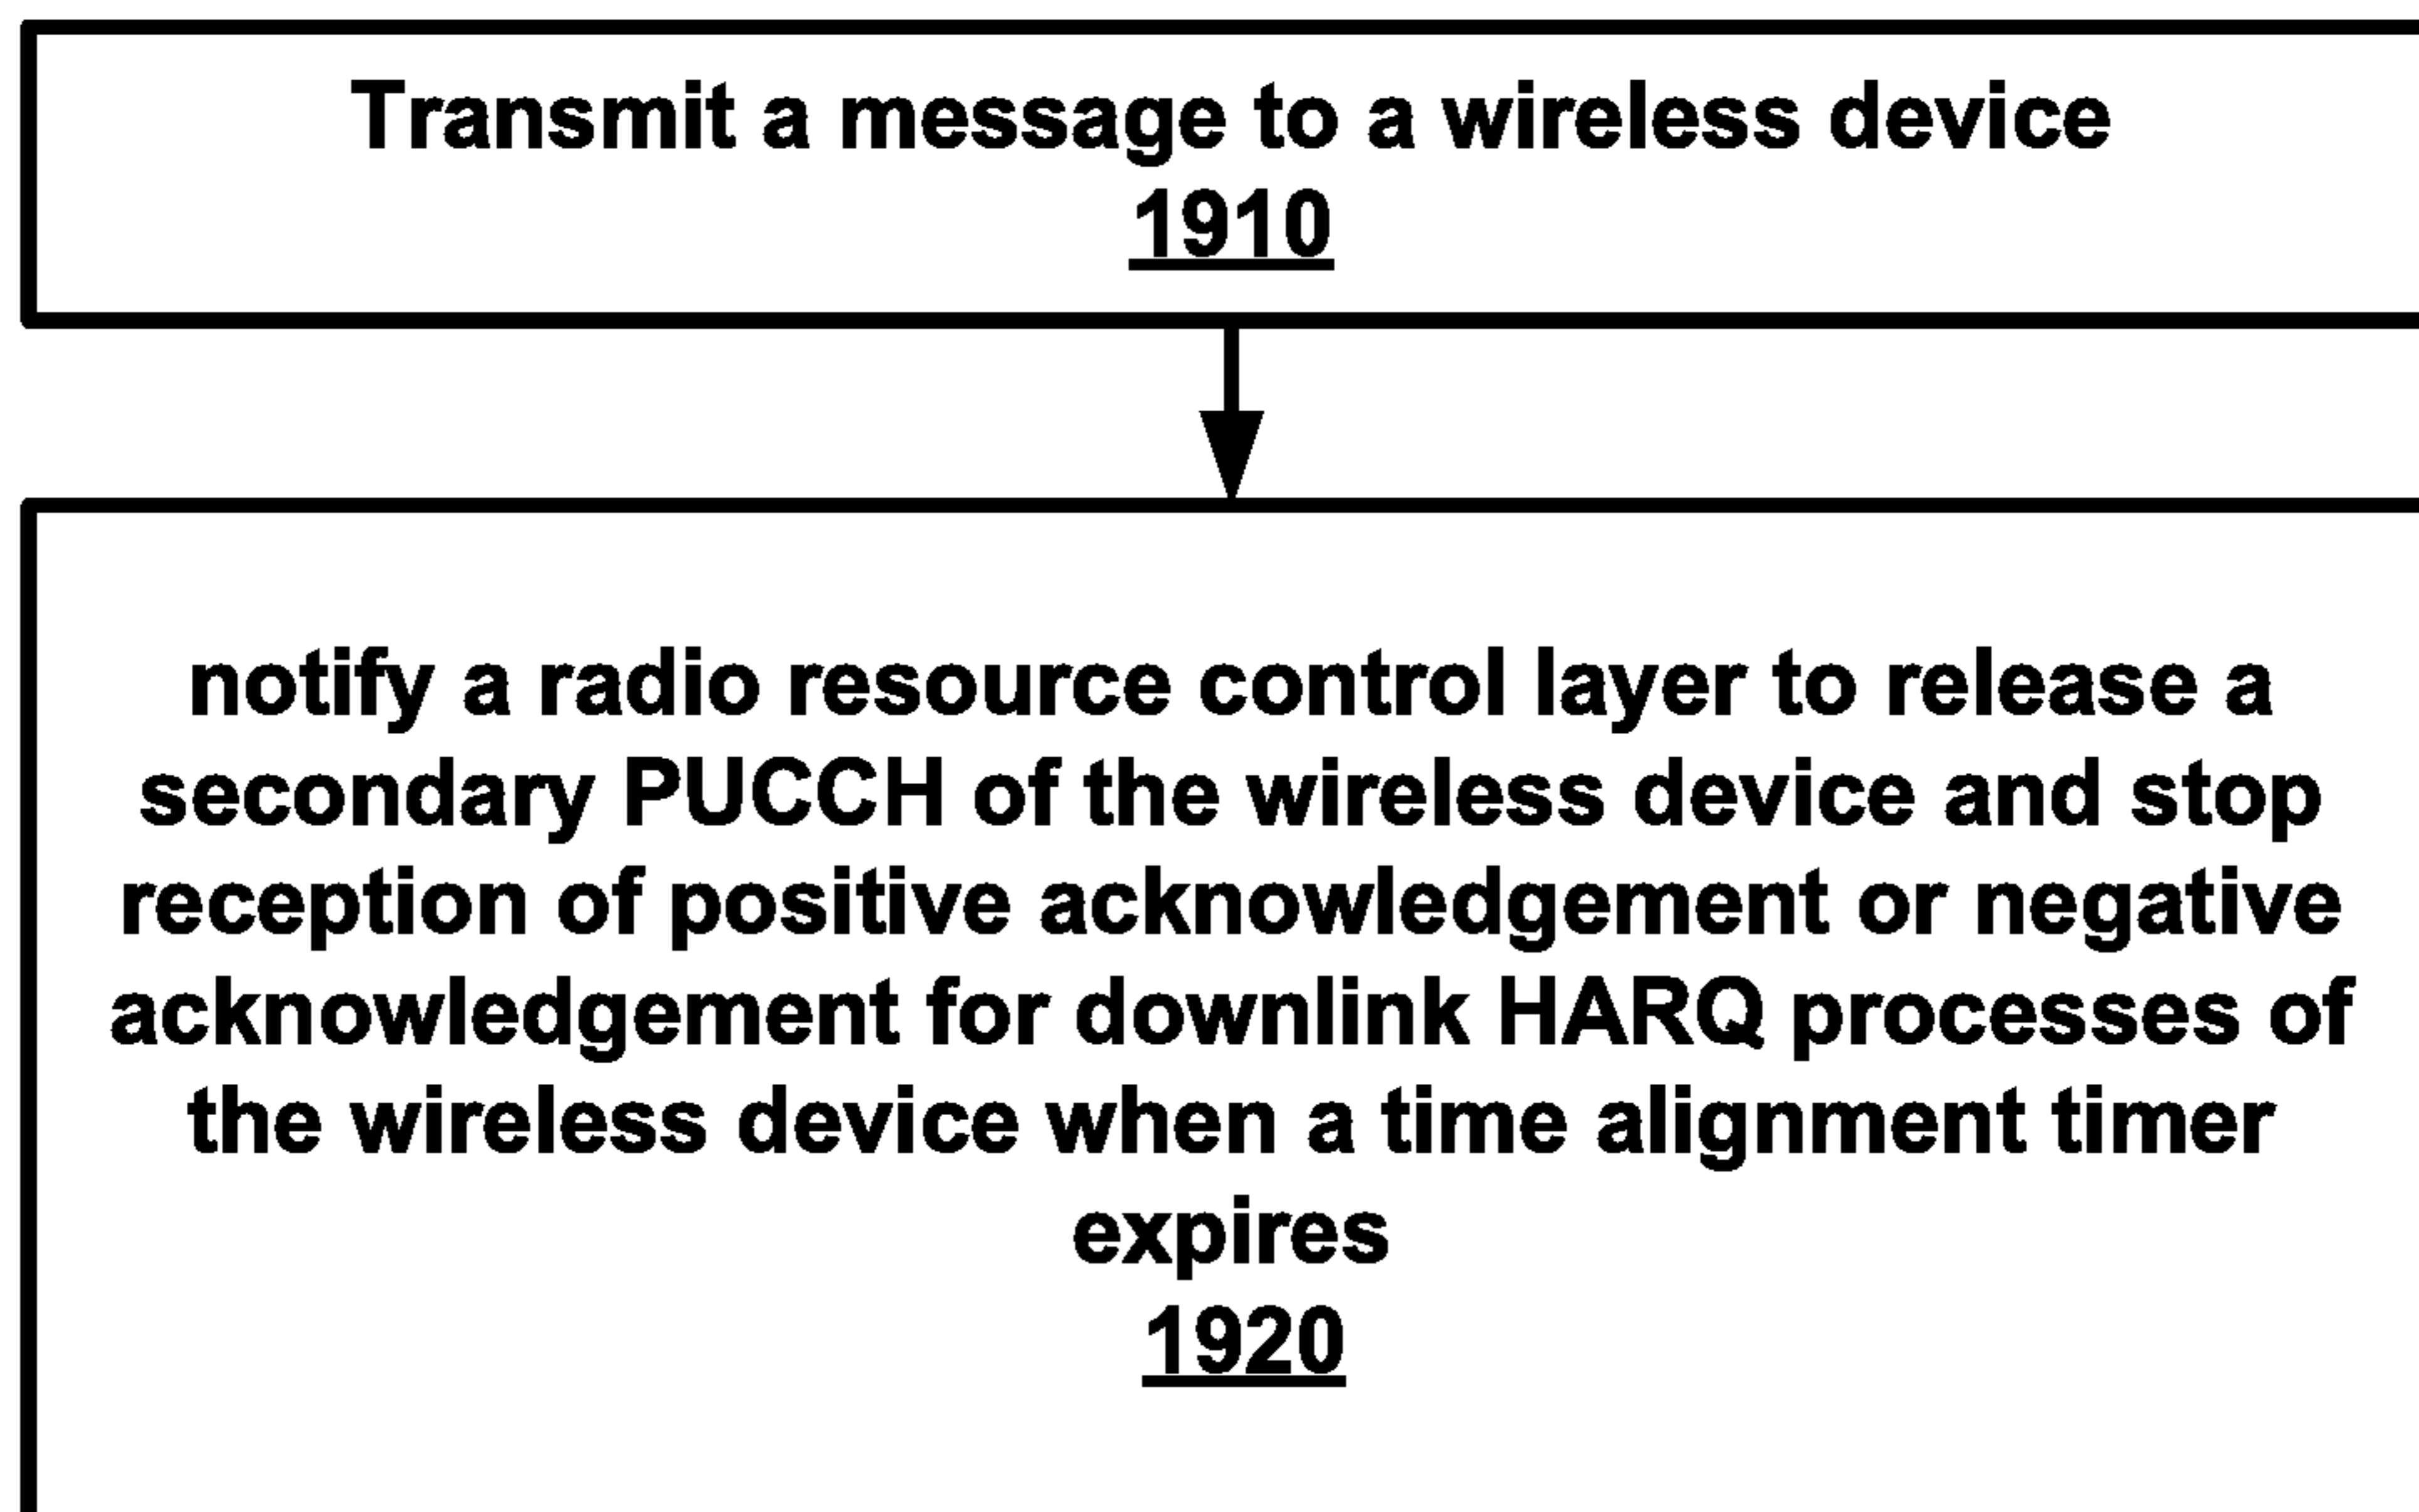 Transmit a message to a wireless device
1910
notify a radio resource control layer to release a
secondary PUCCH of the wireless device and stop
reception of positive acknowledgement or negative
acknowledgement for downlink HARQ processes of
the wireless device when a time alignment timer
expires
1920